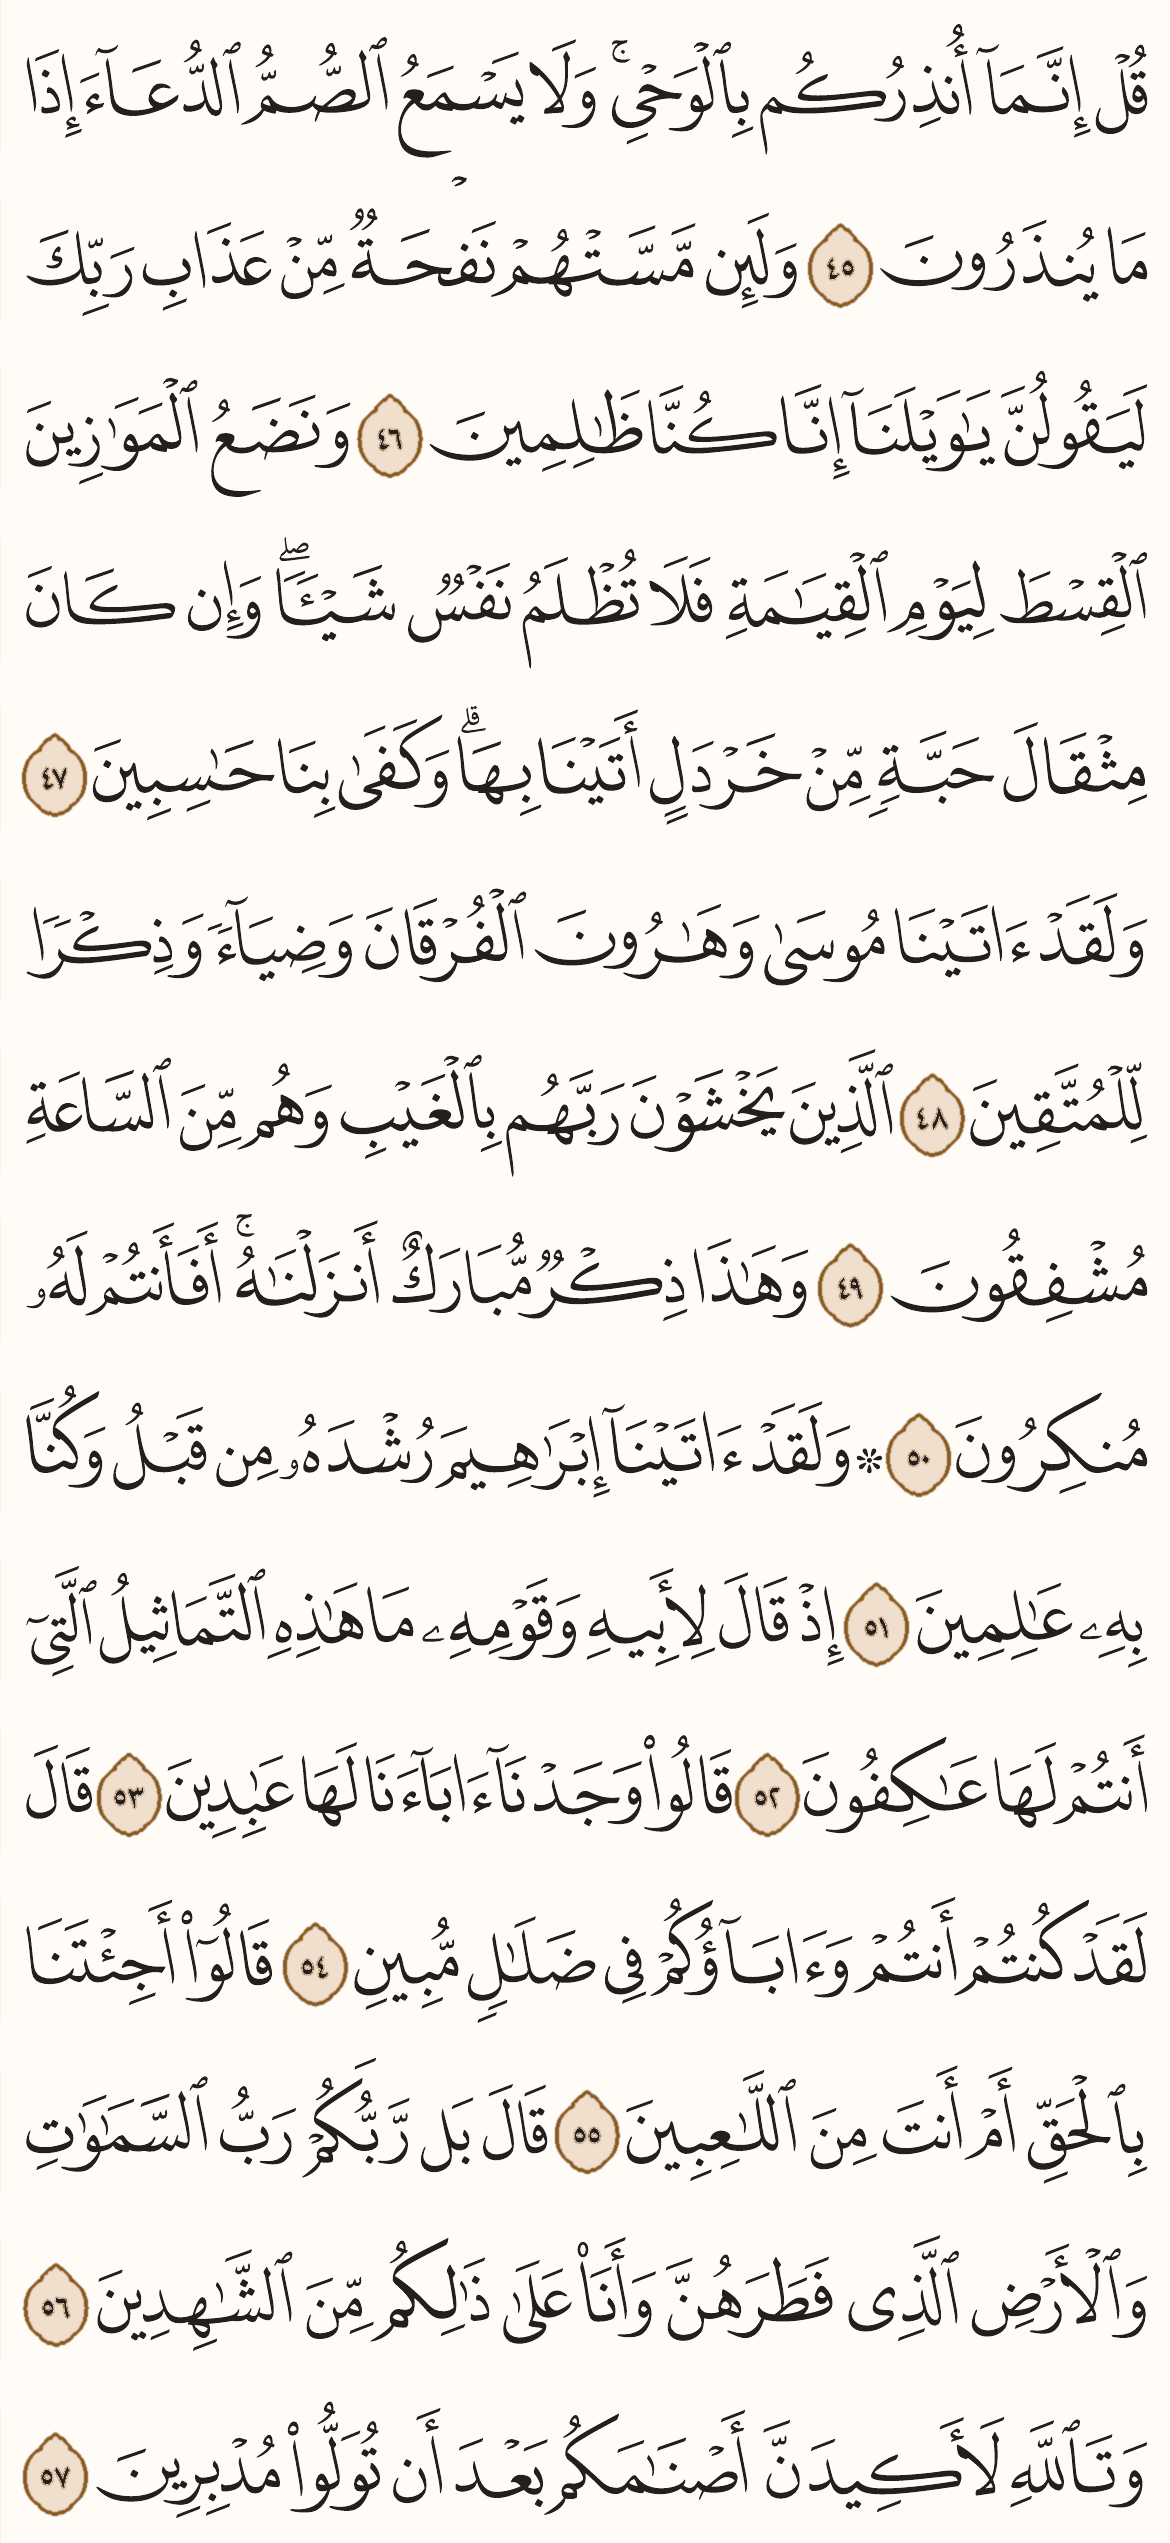 قُلۡ إِنَّمَآ أُنذِرُكُم بِٱلۡوَحۡيِۚ وَلَا يَسۡمَعُ ٱلصُّمُّ ٱلدُّعَآءَ إِذَا
مَا يُنذَرُونَ ٤٥ وَلَئِن مَّسَّتۡهُمۡ نَفۡحَةٞ مِّنۡ عَذَابِ رَبِّكَ
لَيَقُولُنَّ يَٰوَيۡلَنَآ إِنَّا كُنَّا ظَٰلِمِينَ ٤٦ وَنَضَعُ ٱلۡمَوَٰزِينَ
ٱلۡقِسۡطَ لِيَوۡمِ ٱلۡقِيَٰمَةِ فَلَا تُظۡلَمُ نَفۡسٞ شَيۡـٔٗاۖ وَإِن كَانَ
مِثۡقَالَ حَبَّةٖ مِّنۡ خَرۡدَلٍ أَتَيۡنَا بِهَاۗ وَكَفَىٰ بِنَا حَٰسِبِينَ ٤٧
وَلَقَدۡ ءَاتَيۡنَا مُوسَىٰ وَهَٰرُونَ ٱلۡفُرۡقَانَ وَضِيَآءٗ وَذِكۡرٗا
لِّلۡمُتَّقِينَ ٤٨ ٱلَّذِينَ يَخۡشَوۡنَ رَبَّهُم بِٱلۡغَيۡبِ وَهُم مِّنَ ٱلسَّاعَةِ
مُشۡفِقُونَ ٤٩ وَهَٰذَا ذِكۡرٞ مُّبَارَكٌ أَنزَلۡنَٰهُۚ أَفَأَنتُمۡ لَهُۥ
مُنكِرُونَ ٥٠ ۞ وَلَقَدۡ ءَاتَيۡنَآ إِبۡرَٰهِيمَ رُشۡدَهُۥ مِن قَبۡلُ وَكُنَّا
بِهِۦ عَٰلِمِينَ ٥١ إِذۡ قَالَ لِأَبِيهِ وَقَوۡمِهِۦ مَا هَٰذِهِ ٱلتَّمَاثِيلُ ٱلَّتِيٓ
أَنتُمۡ لَهَا عَٰكِفُونَ ٥٢ قَالُواْ وَجَدۡنَآ ءَابَآءَنَا لَهَا عَٰبِدِينَ ٥٣ قَالَ
لَقَدۡ كُنتُمۡ أَنتُمۡ وَءَابَآؤُكُمۡ فِي ضَلَٰلٖ مُّبِينٖ ٥٤ قَالُوٓاْ أَجِئۡتَنَا
بِٱلۡحَقِّ أَمۡ أَنتَ مِنَ ٱللَّٰعِبِينَ ٥٥ قَالَ بَل رَّبُّكُمۡ رَبُّ ٱلسَّمَٰوَٰتِ
وَٱلۡأَرۡضِ ٱلَّذِي فَطَرَهُنَّ وَأَنَا۠ عَلَىٰ ذَٰلِكُم مِّنَ ٱلشَّٰهِدِينَ ٥٦
وَتَٱللَّهِ لَأَكِيدَنَّ أَصۡنَٰمَكُم بَعۡدَ أَن تُوَلُّواْ مُدۡبِرِينَ ٥٧